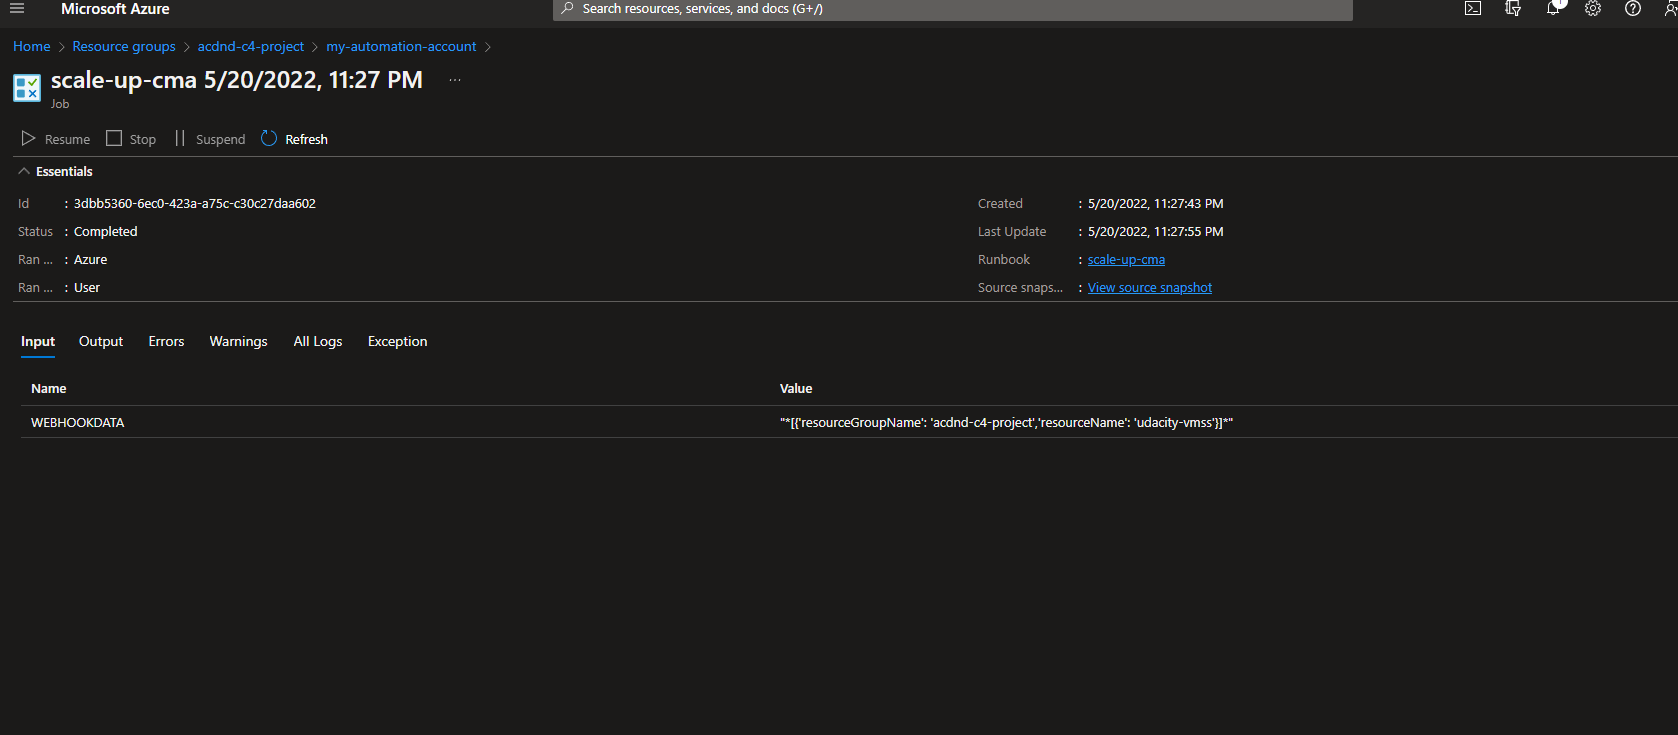 Microsoft Azure
Search resources, services, and docs (G+/)
1
Home > Resource groups > acdnd-c4-project > my-automation-account >
scale-up-cma 5/20/2022, 11:27 PM ...
Job
Resume Stop Suspend Refresh
Essentials
Id : 3dbb5360-6ec0-423a-a75c-c30c27daa602
Status : Completed
Ran ... : Azure
Ran ... : User
Created : 5/20/2022, 11:27:43 PM
Last Update : 5/20/2022, 11:27:55 PM
Runbook : scale-up-cma
Source snaps... : View source snapshot
Input Output Errors Warnings All Logs Exception
Name Value
WEBHOOKDATA "*[{'resourceGroupName': 'acdnd-c4-project','resourceName': 'udacity-vmss'}]*"